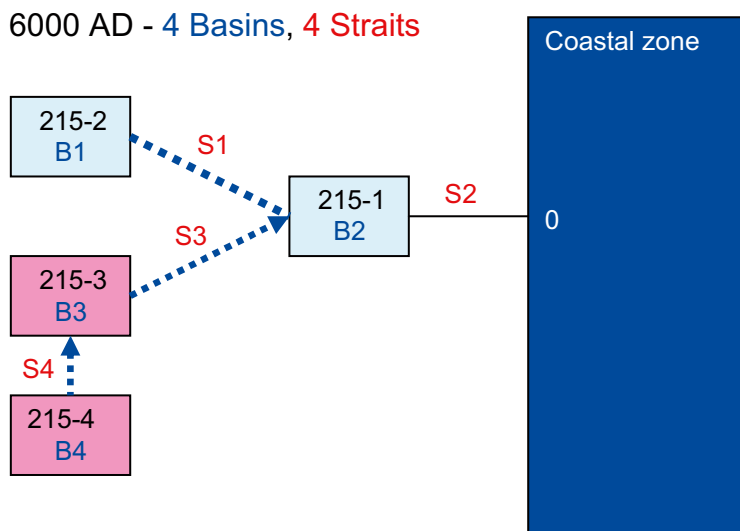 6000 AD - 4 Basins, 4 Straits
Coastal zone
215-2
B1
S1
215-1
B2
S2
0
S3
215-3
B3
S4
215-4
B4